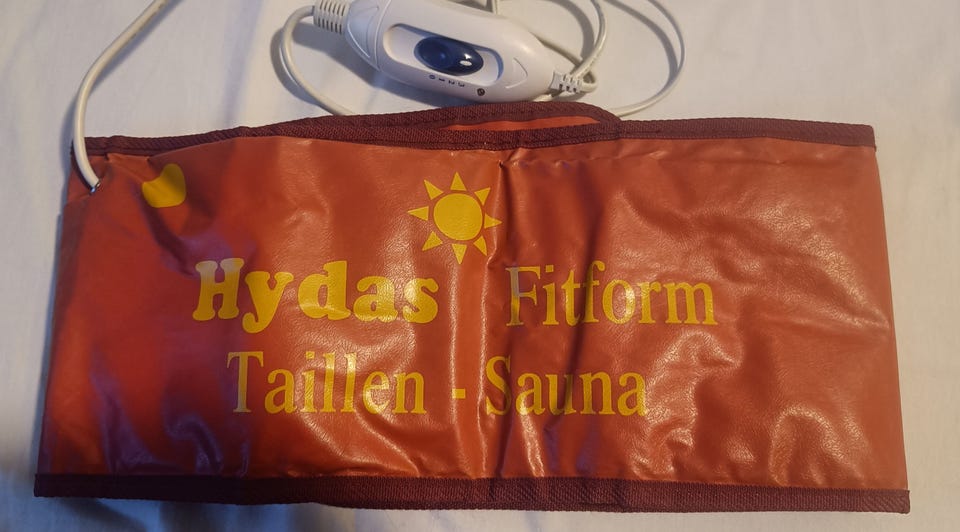 Hydas Fitform
Taillen - Sauna